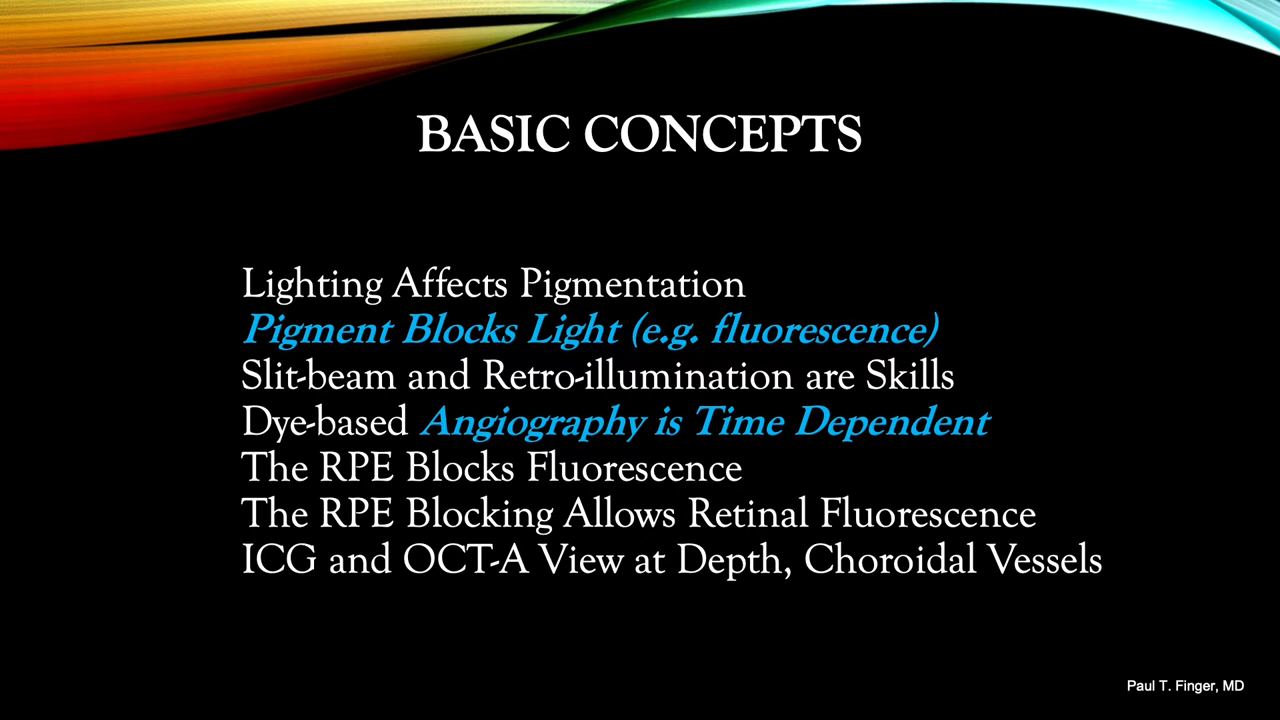 BASIC CONCEPTS
Lighting Affects Pigmentation
Pigment Blocks Light (e.g. fluorescence)
Slit-beam and Retro-illumination are Skills
Dye-based Angiography is Time Dependent
The RPE Blocks Fluorescence
The RPE Blocking Allows Retinal Fluorescence
ICG and OCT-A View at Depth, Choroidal Vessels
Paul T. Finger, MD